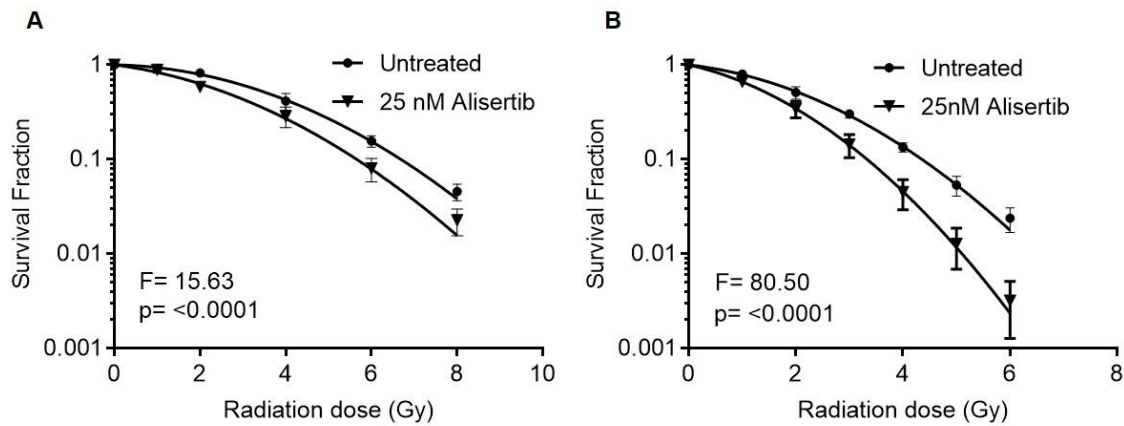 A
Untreated
25 nM Alisertib
Survival Fraction
1
0.1
0.01
0.001
F= 15.63
p= <0.0001
0 2 4 6 8 10
Radiation dose (Gy)
B
Untreated
25nM Alisertib
Survival Fraction
1
0.1
0.01
0.001
F= 80.50
p= <0.0001
0 2 4 6 8
Radiation dose (Gy)